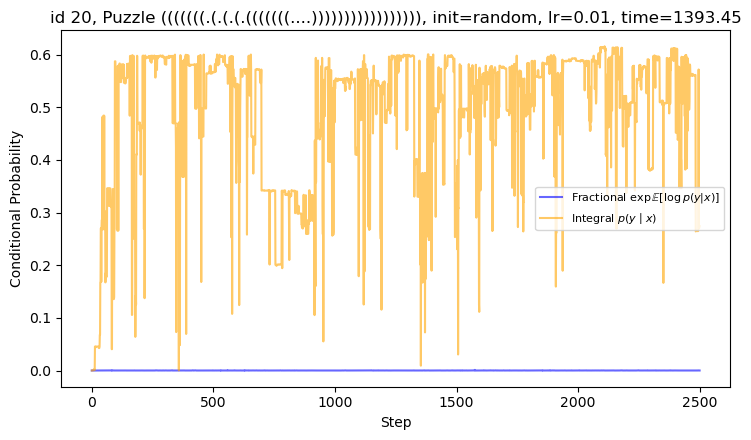 id 20, Puzzle (((((((.(.(.(.(((((((....))))))))))))))))), init=random, lr=0.01, time=1393.45
0.6
0.5
0.4
0.3
0.2
0.1
0.0
Conditional Probability
Fractional exp𝔼[log p(y|x)]
Integral p(y | x)
0
500
1000
1500
2000
2500
Step